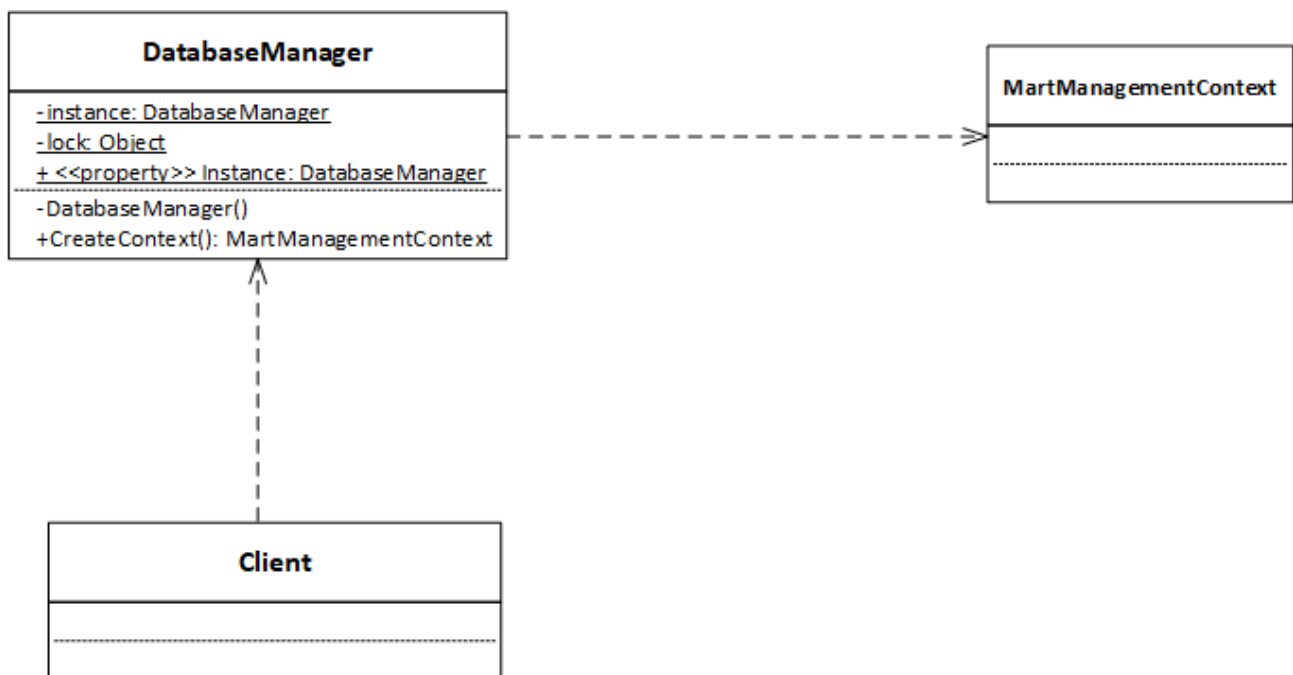 DatabaseManager
-instance: DatabaseManager
-lock: Object
+ <<property>> Instance: DatabaseManager
-DatabaseManager()
+CreateContext(): MartManagementContext
MartManagementContext
Client